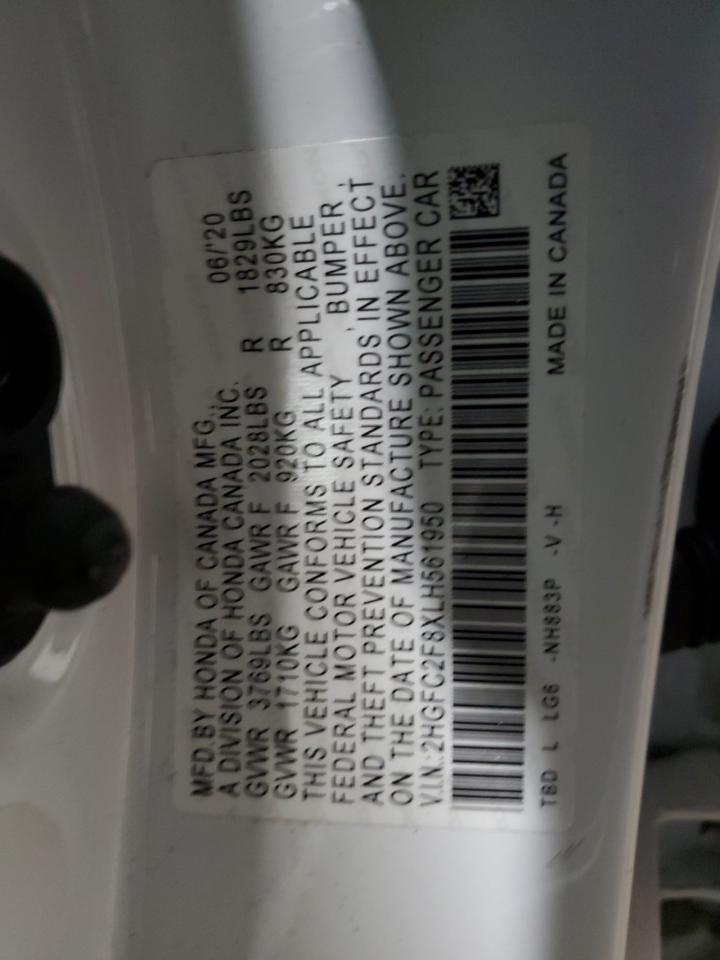 MFD.BY HONDA OF CANADA MFG., 06/'20
A DIVISION OF HONDA CANADA INC.
GVWR 3769LBS GAWR F 2028LBS R 1829LBS
GVWR 1710KG GAWR F 920KG R 830KG
THIS VEHICLE CONFORMS TO ALL APPLICABLE
FEDERAL MOTOR VEHICLE SAFETY, BUMPER,
AND THEFT PREVENTION STANDARDS IN EFFECT
ON THE DATE OF MANUFACTURE SHOWN ABOVE.
V.I.N.:2HGFC2F8XLH561950 TYPE: PASSENGER CAR
TBD L LG6 -NH883P -V -H MADE IN CANADA